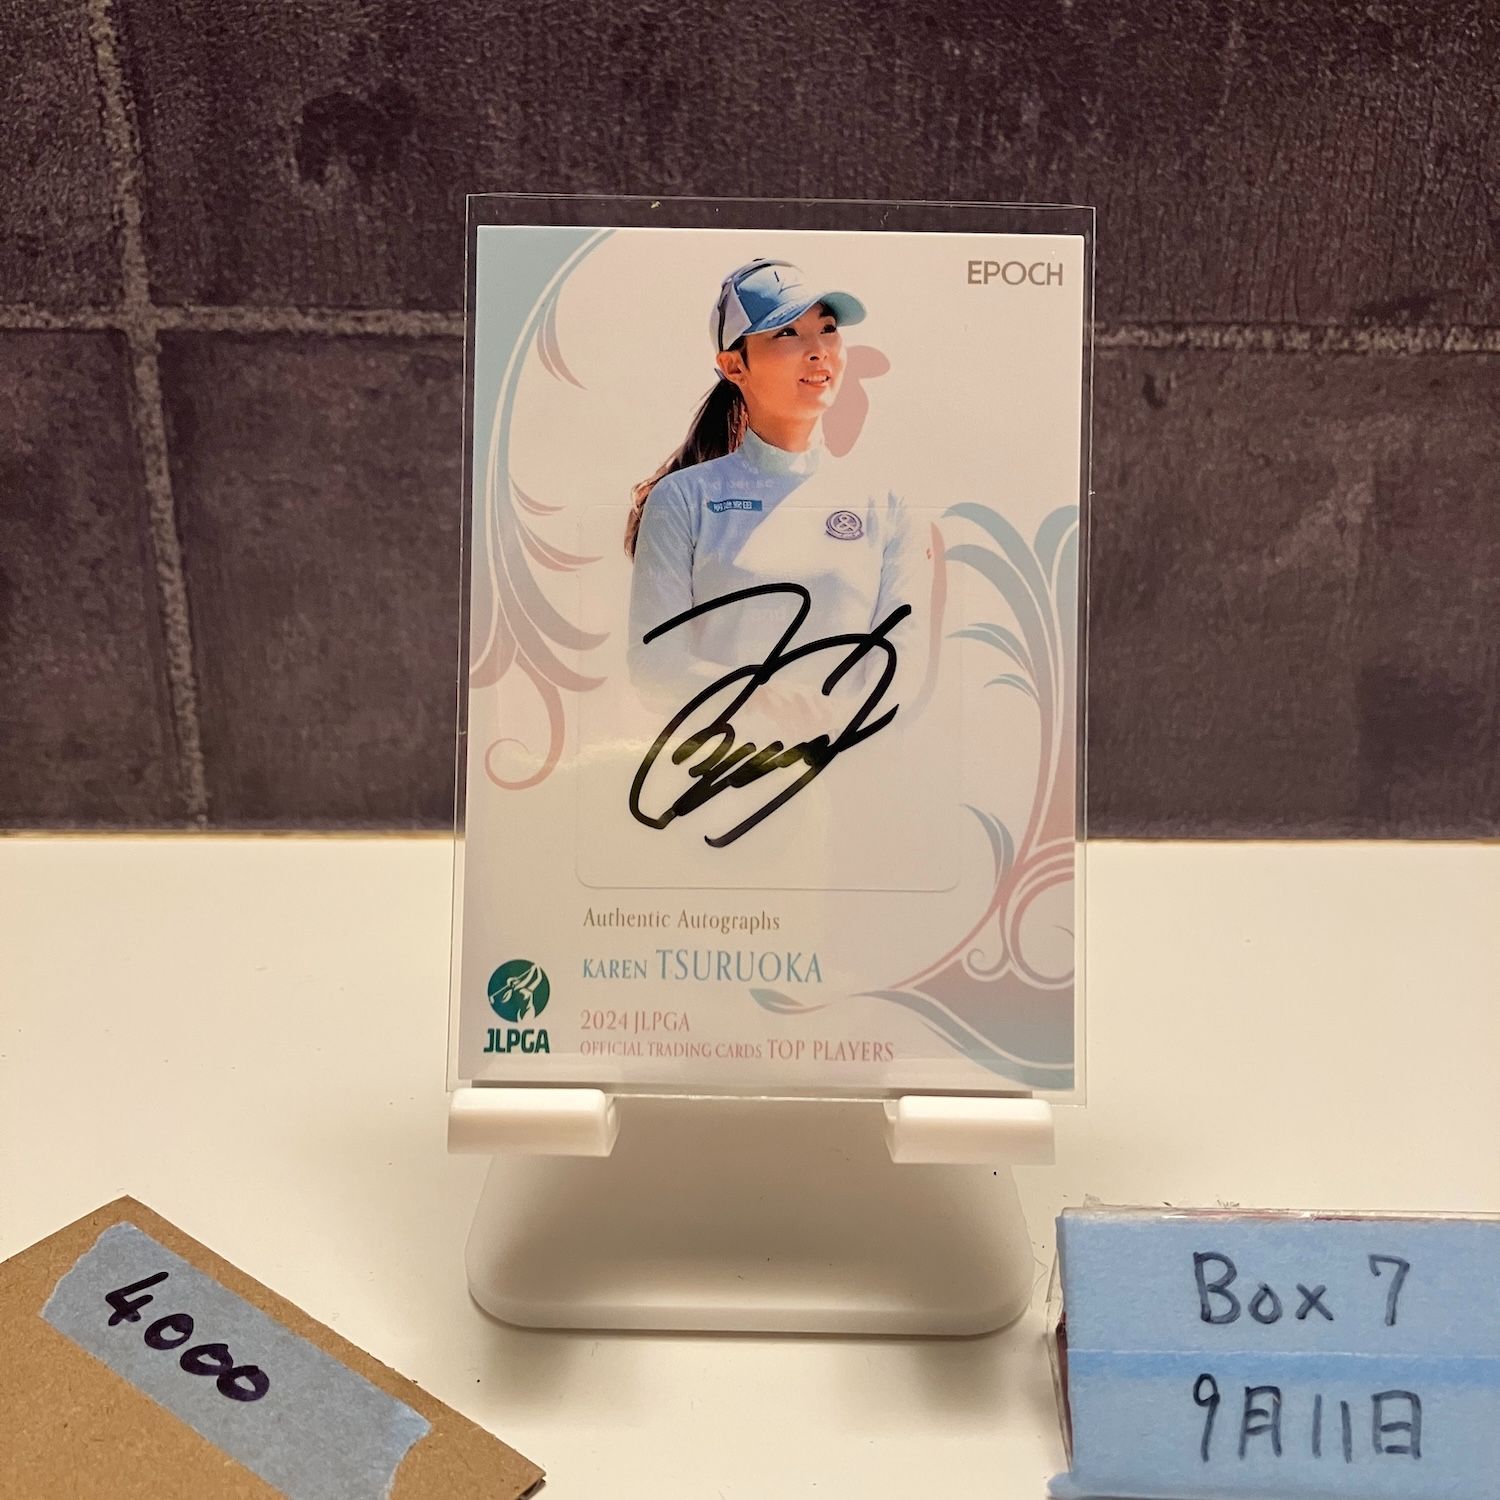 EPOCH
Authentic Autographs
KAREN TSURUOKA
2024 JLPGA
OFFICIAL TRADING CARDS TOP PLAYERS
JLPGA
4000
Box 7
9月11日